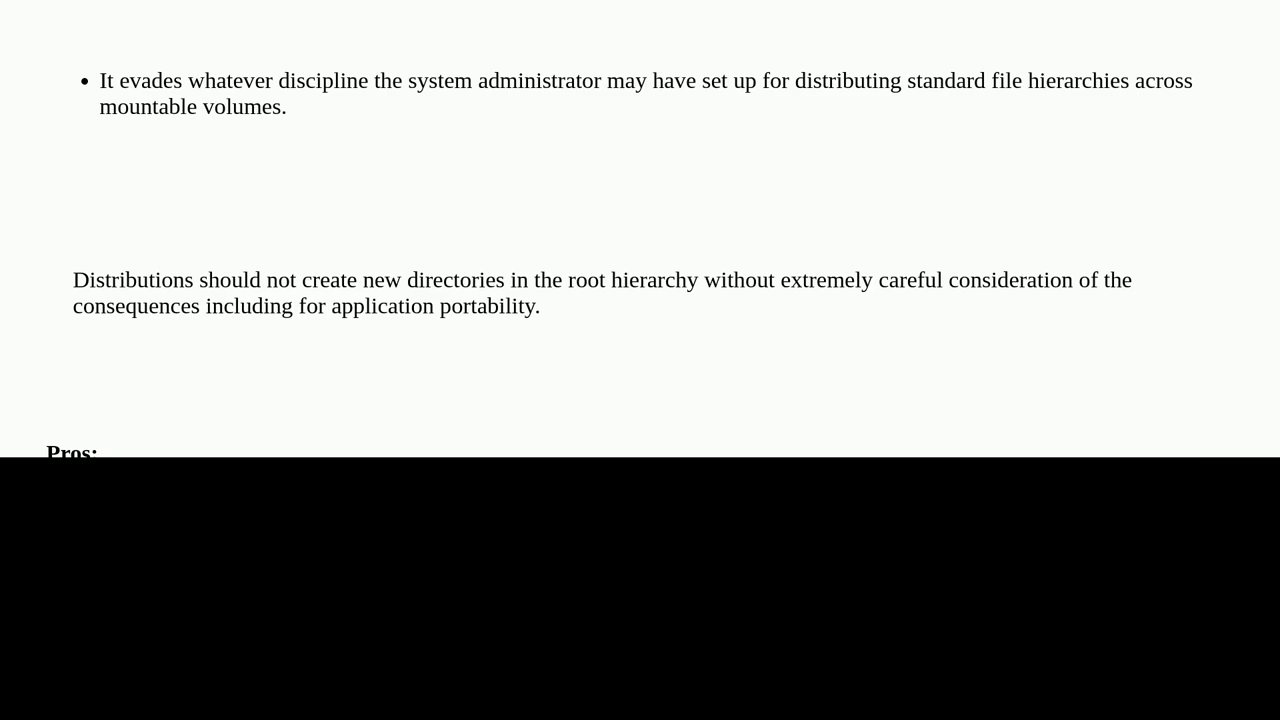 • It evades whatever discipline the system administrator may have set up for distributing standard file hierarchies across
mountable volumes.
Distributions should not create new directories in the root hierarchy without extremely careful consideration of the
consequences including for application portability.
Pros: